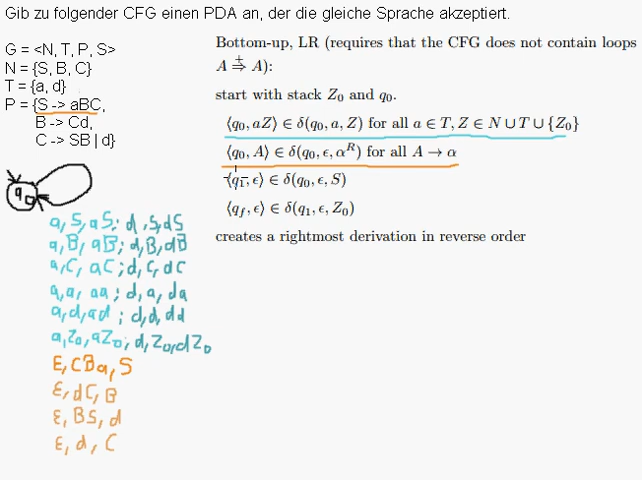 Gib zu folgender CFG einen PDA an, der die gleiche Sprache akzeptiert.
G = <N, T, P, S>
N = {S, B, C}
T = {a, d}
P = {S -> aBC,
B -> Cd,
C -> SB | d}
Bottom-up, LR (requires that the CFG does not contain loops
A ⇒⁺ A):
start with stack Z₀ and q₀.
⟨q₀, aZ⟩ ∈ δ(q₀, a, Z) for all a ∈ T, Z ∈ N ∪ T ∪ {Z₀}
⟨q₀, A⟩ ∈ δ(q₀, ε, αᴿ) for all A → α
⟨q₁, ε⟩ ∈ δ(q₀, ε, S)
⟨q_f, ε⟩ ∈ δ(q₁, ε, Z₀)
creates a rightmost derivation in reverse order
q₀
a, S, aS; d, S, dS
a, B, aB; d, B, dB
a, C, aC; d, C, dC
a, a, aa; d, a, da
a, d, ad; d, d, dd
a, Z₀, aZ₀; d, Z₀, dZ₀
ε, CBa, S
ε, dC, B
ε, BS, d
ε, d, C